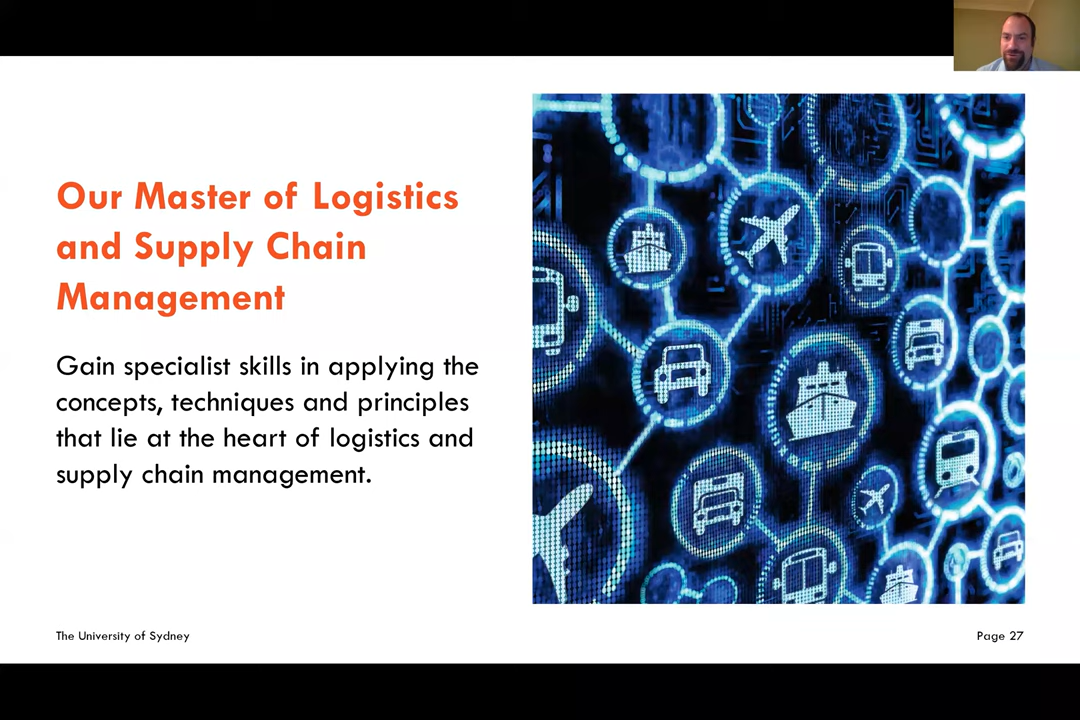 Our Master of Logistics
and Supply Chain
Management
Gain specialist skills in applying the
concepts, techniques and principles
that lie at the heart of logistics and
supply chain management.
The University of Sydney
Page 27